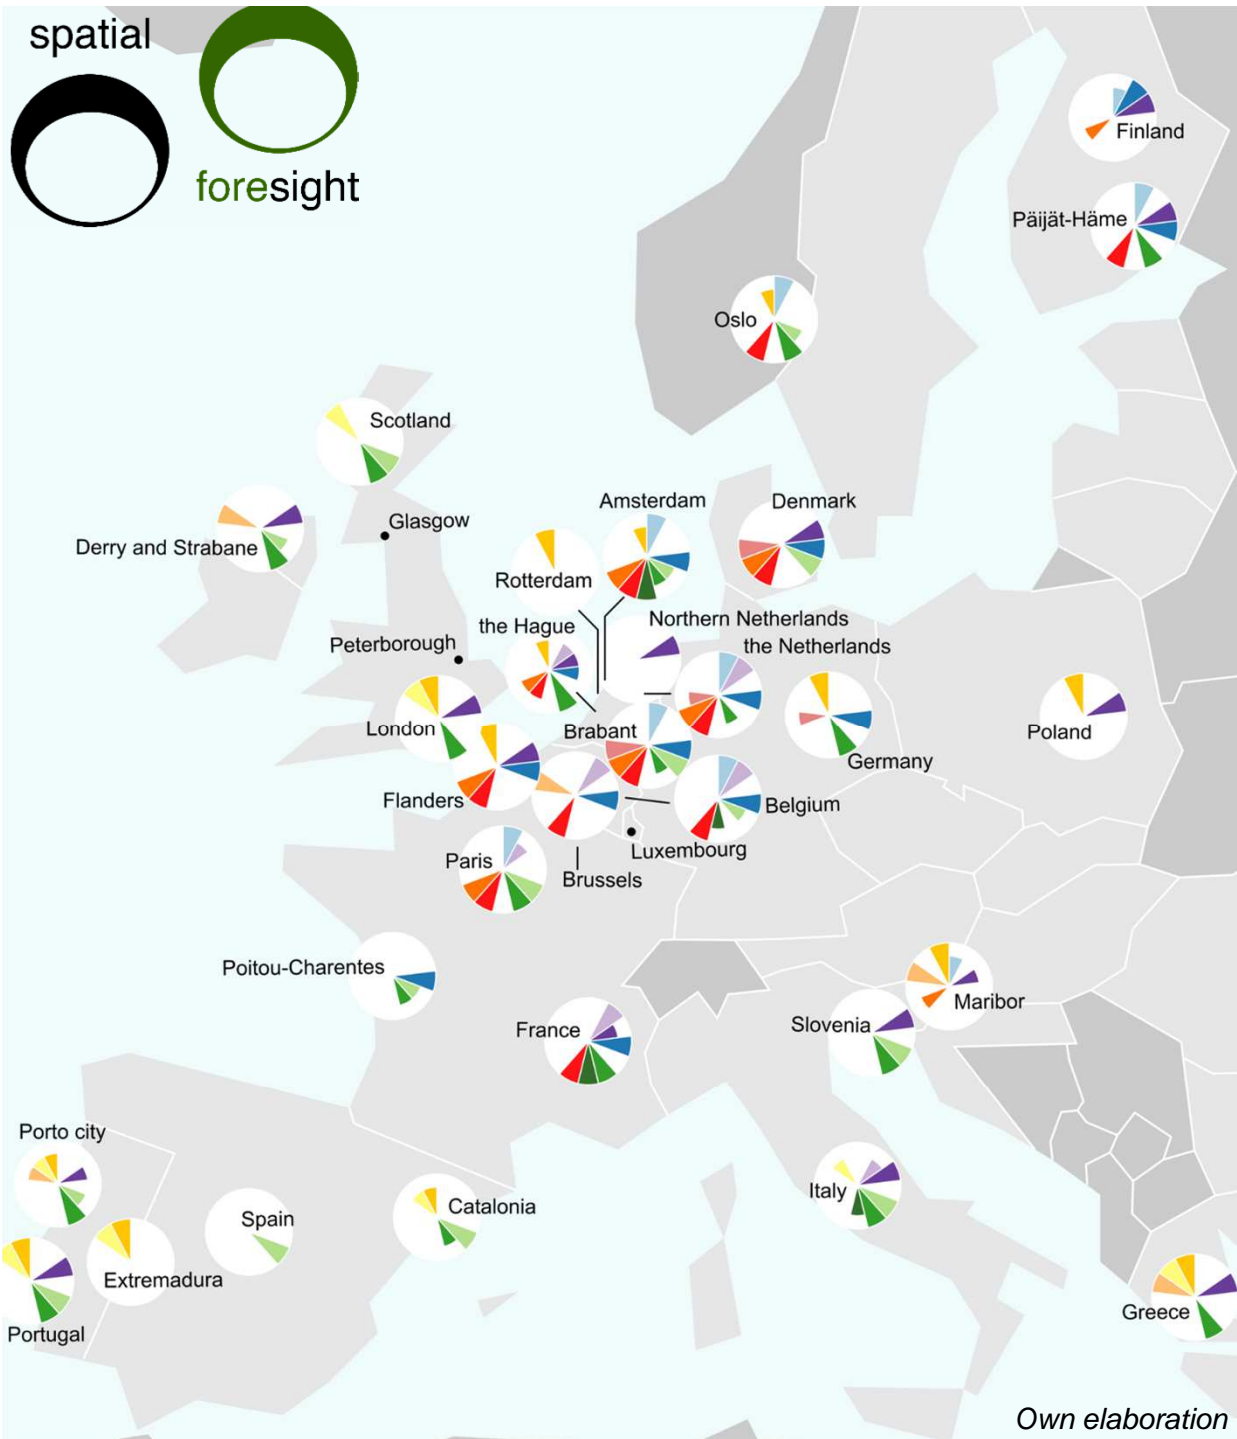 spatial
foresight
Finland
Päijät-Häme
Oslo
Scotland
Glasgow
Derry and Strabane
Amsterdam
Denmark
Rotterdam
Northern Netherlands
the Hague
the Netherlands
Peterborough
London
Brabant
Poland
Germany
Flanders
Belgium
Luxembourg
Paris
Brussels
Poitou-Charentes
Maribor
Slovenia
France
Porto city
Italy
Catalonia
Spain
Extremadura
Greece
Portugal
Own elaboration